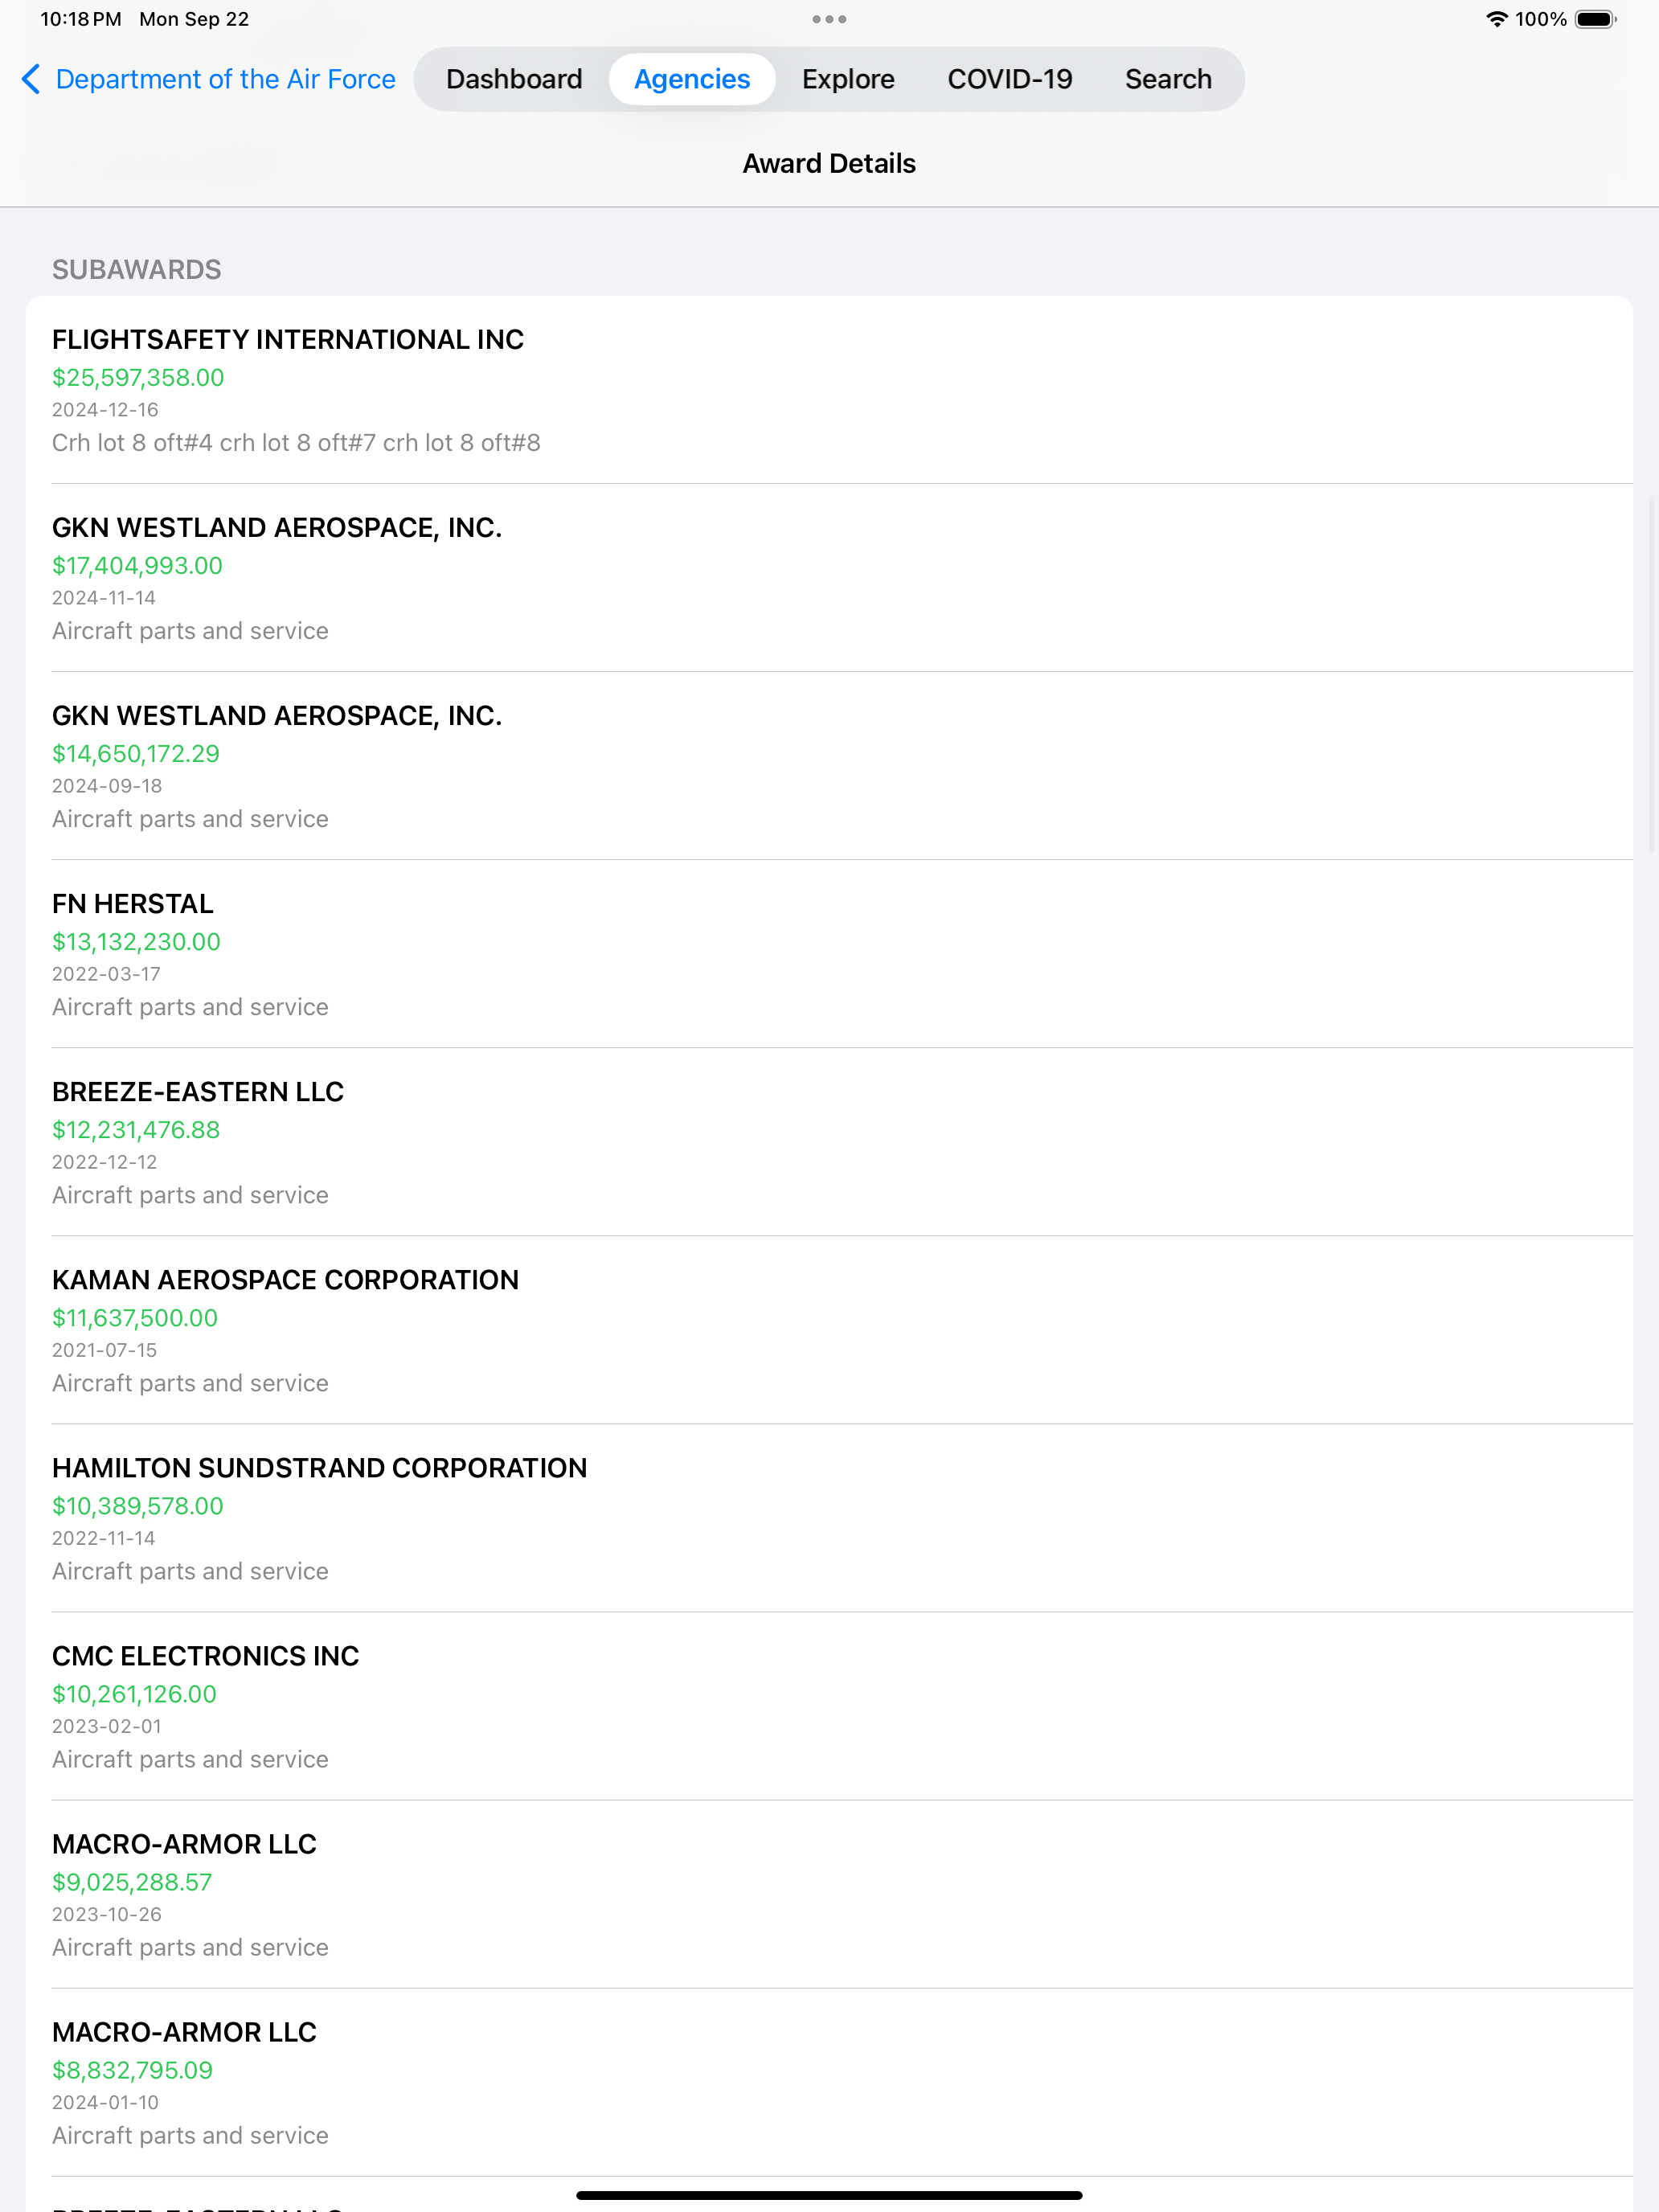 10:18 PM Mon Sep 22
100%
Department of the Air Force
Dashboard Agencies Explore COVID-19 Search
Award Details
SUBAWARDS
FLIGHTSAFETY INTERNATIONAL INC
$25,597,358.00
2024-12-16
Crh lot 8 oft#4 crh lot 8 oft#7 crh lot 8 oft#8
GKN WESTLAND AEROSPACE, INC.
$17,404,993.00
2024-11-14
Aircraft parts and service
GKN WESTLAND AEROSPACE, INC.
$14,650,172.29
2024-09-18
Aircraft parts and service
FN HERSTAL
$13,132,230.00
2022-03-17
Aircraft parts and service
BREEZE-EASTERN LLC
$12,231,476.88
2022-12-12
Aircraft parts and service
KAMAN AEROSPACE CORPORATION
$11,637,500.00
2021-07-15
Aircraft parts and service
HAMILTON SUNDSTRAND CORPORATION
$10,389,578.00
2022-11-14
Aircraft parts and service
CMC ELECTRONICS INC
$10,261,126.00
2023-02-01
Aircraft parts and service
MACRO-ARMOR LLC
$9,025,288.57
2023-10-26
Aircraft parts and service
MACRO-ARMOR LLC
$8,832,795.09
2024-01-10
Aircraft parts and service